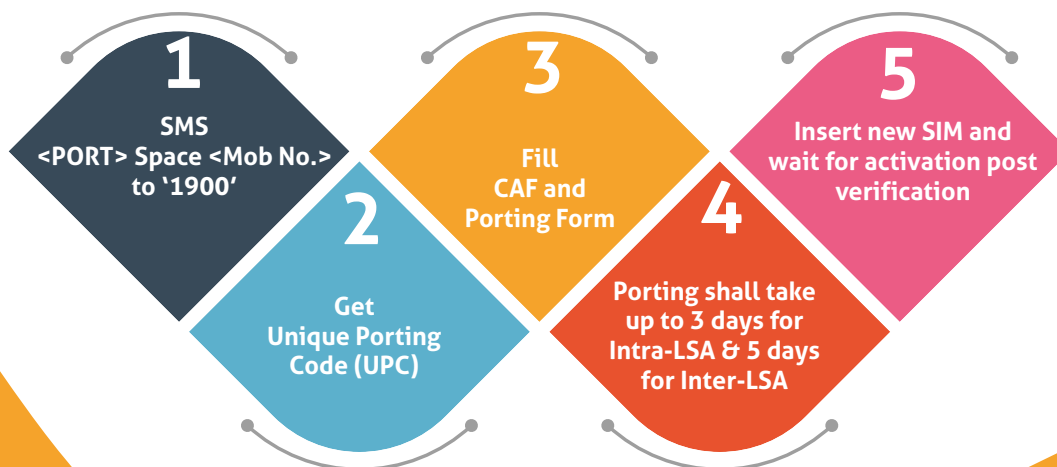 1
SMS
<PORT> Space <Mob No.>
to ‘1900’
2
Get
Unique Porting
Code (UPC)
3
Fill
CAF and
Porting Form
4
Porting shall take
up to 3 days for
Intra-LSA & 5 days
for Inter-LSA
5
Insert new SIM and
wait for activation post
verification